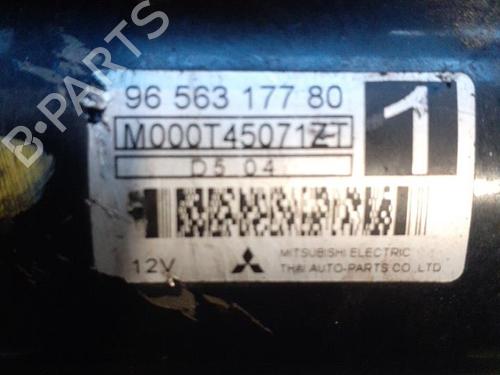 96 563 177 80
M000T45071ZT
D5 04
1
12V
MITSUBISHI ELECTRIC
THAI AUTO-PARTS CO.,LTD
B-PARTS